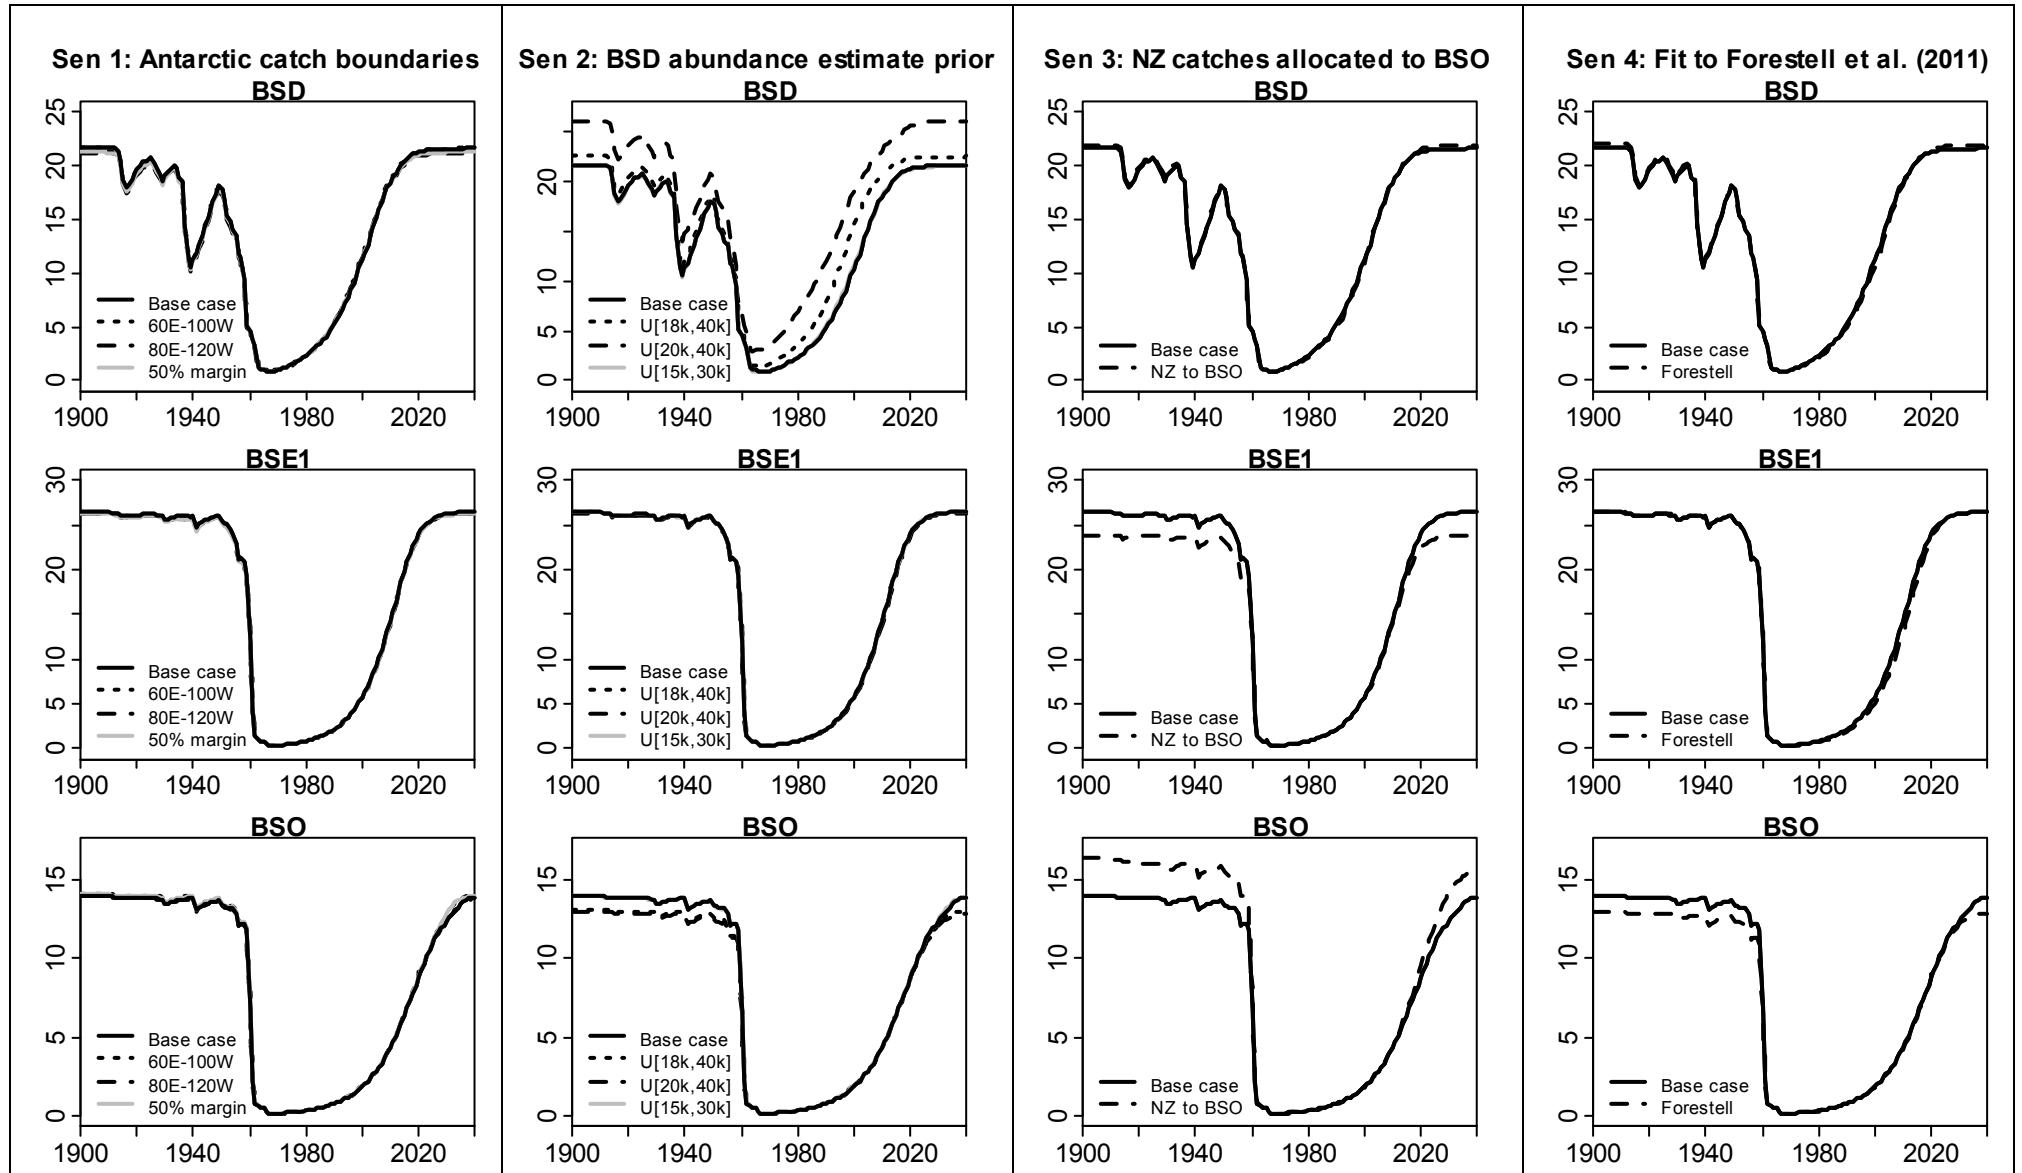 Sen 1: Antarctic catch boundaries
BSD
25
20
15
10
5
0
Base case
60E-100W
80E-120W
50% margin
1900 1940 1980 2020
BSE1
30
20
10
5
0
Base case
60E-100W
80E-120W
50% margin
1900 1940 1980 2020
BSO
15
10
5
0
Base case
60E-100W
80E-120W
50% margin
1900 1940 1980 2020
Sen 2: BSD abundance estimate prior
BSD
20
10
5
0
Base case
U[18k,40k]
U[20k,40k]
U[15k,30k]
1900 1940 1980 2020
BSE1
30
20
10
5
0
Base case
U[18k,40k]
U[20k,40k]
U[15k,30k]
1900 1940 1980 2020
BSO
15
10
5
0
Base case
U[18k,40k]
U[20k,40k]
U[15k,30k]
1900 1940 1980 2020
Sen 3: NZ catches allocated to BSO
BSD
25
20
15
10
5
0
Base case
NZ to BSO
1900 1940 1980 2020
BSE1
30
20
10
5
0
Base case
NZ to BSO
1900 1940 1980 2020
BSO
15
10
5
0
Base case
NZ to BSO
1900 1940 1980 2020
Sen 4: Fit to Forestell et al. (2011)
BSD
25
20
15
10
5
0
Base case
Forestell
1900 1940 1980 2020
BSE1
30
20
10
5
0
Base case
Forestell
1900 1940 1980 2020
BSO
15
10
5
0
Base case
Forestell
1900 1940 1980 2020